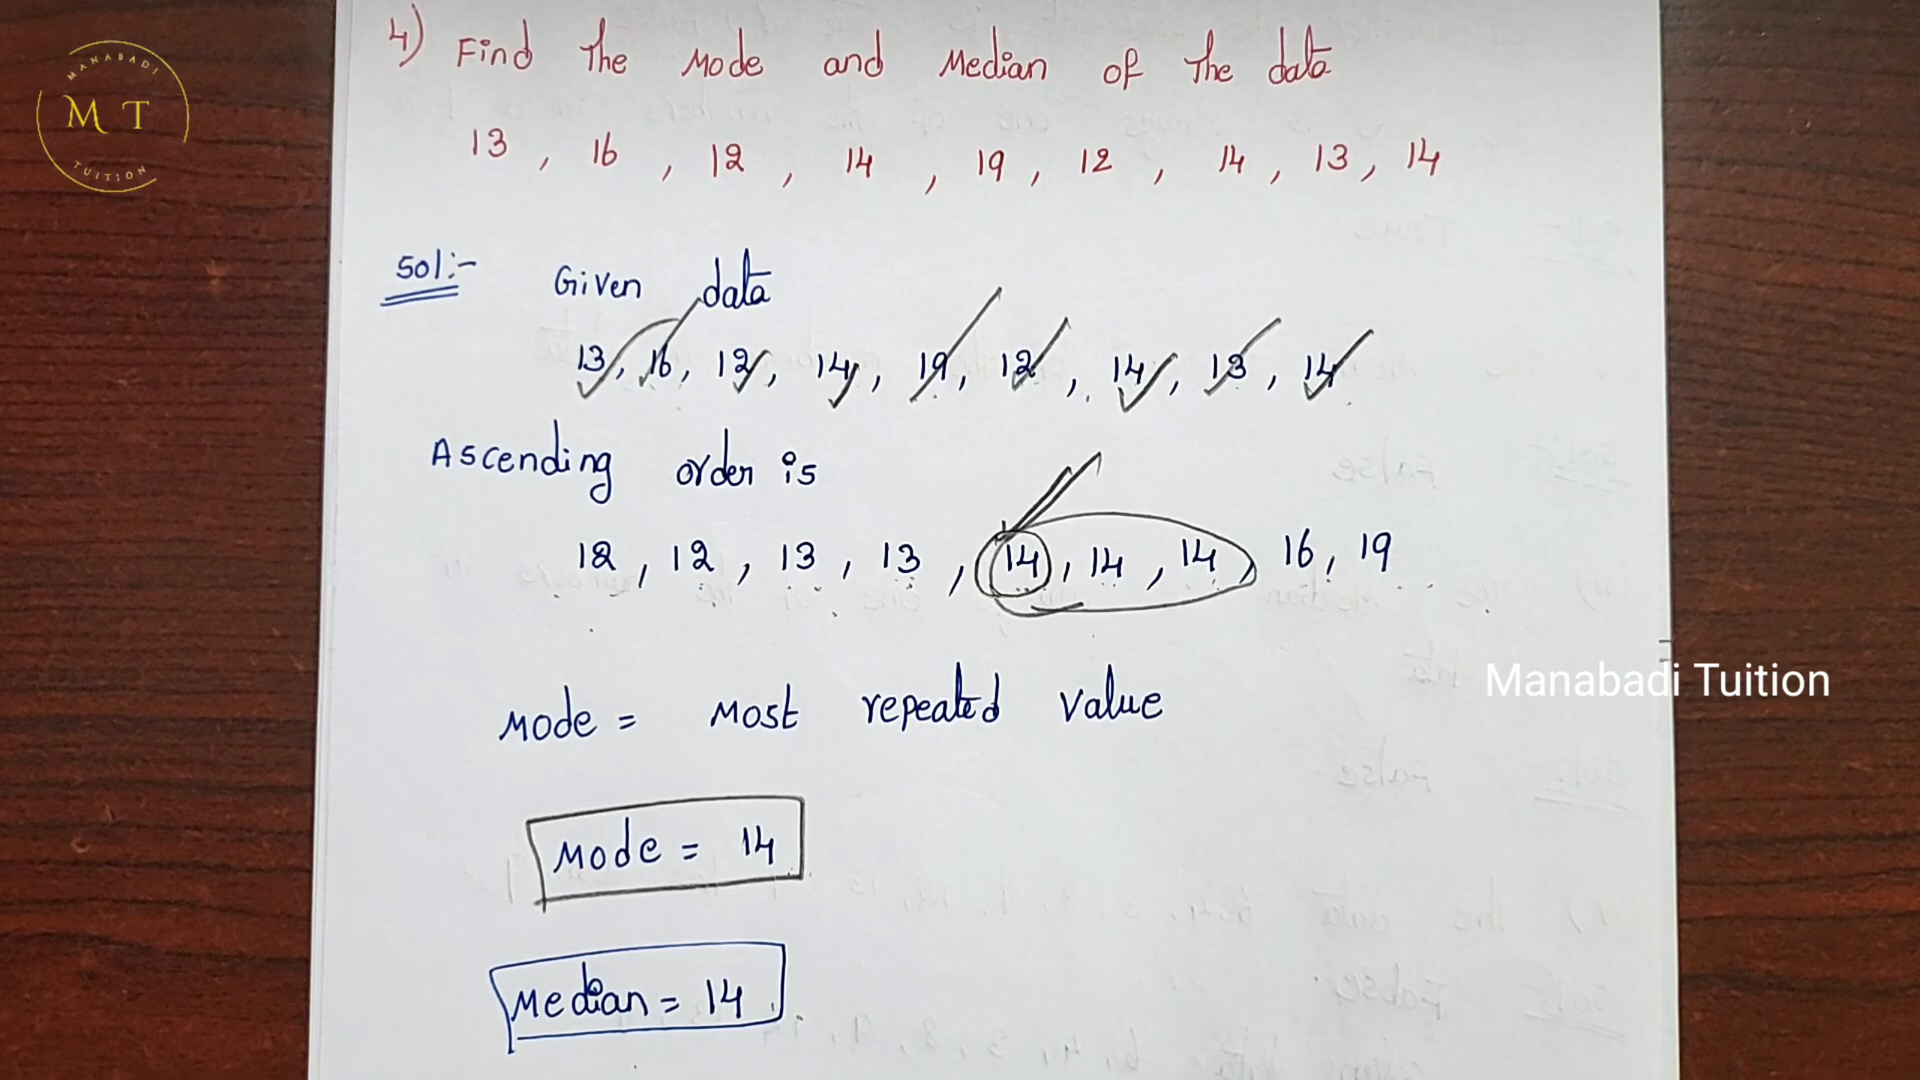 MANABADI
MT
TUITION
4) Find the Mode and Median of the data
13, 16, 12, 14, 19, 12, 14, 13, 14
Sol:- Given data
13, 16, 12, 14, 19, 12, 14, 13, 14
Ascending order is
12, 12, 13, 13, 14, 14, 14, 16, 19
Manabadi Tuition
Mode = Most repeated value
Mode = 14
Median = 14